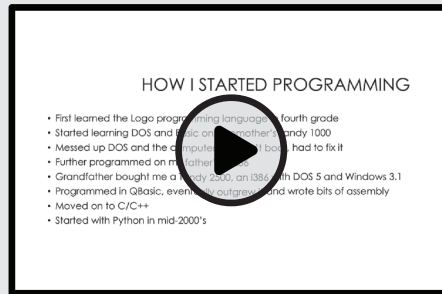 HOW I STARTED PROGRAMMING
• First learned the Logo programming language fourth grade
• Started learning DOS and Basic on mother's Tandy 1000
• Messed up DOS and the computer boot, had to fix it
• Further programmed on my father's
• Grandfather bought me a Tandy 2500, an i386 with DOS 5 and Windows 3.1
• Programmed in QBasic, eventually outgrew and wrote bits of assembly
• Moved on to C/C++
• Started with Python in mid-2000's